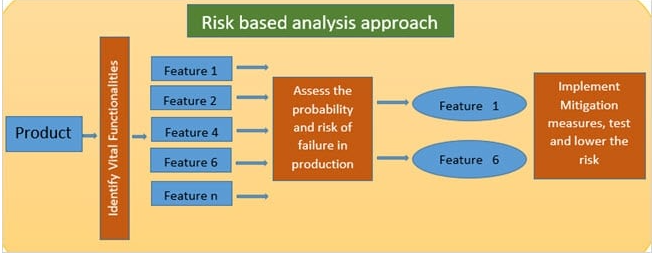 Risk based analysis approach
Product
Identify Vital Functionalities
Feature 1
Feature 2
Feature 4
Feature 6
Feature n
Assess the
probability
and risk of
failure in
production
Feature 1
Feature 6
Implement
Mitigation
measures, test
and lower the
risk